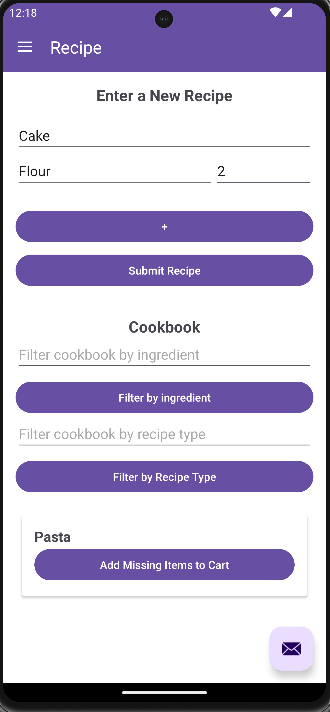 12:18
Recipe
Enter a New Recipe
Cake
Flour 2
+
Submit Recipe
Cookbook
Filter cookbook by ingredient
Filter by ingredient
Filter cookbook by recipe type
Filter by Recipe Type
Pasta
Add Missing Items to Cart